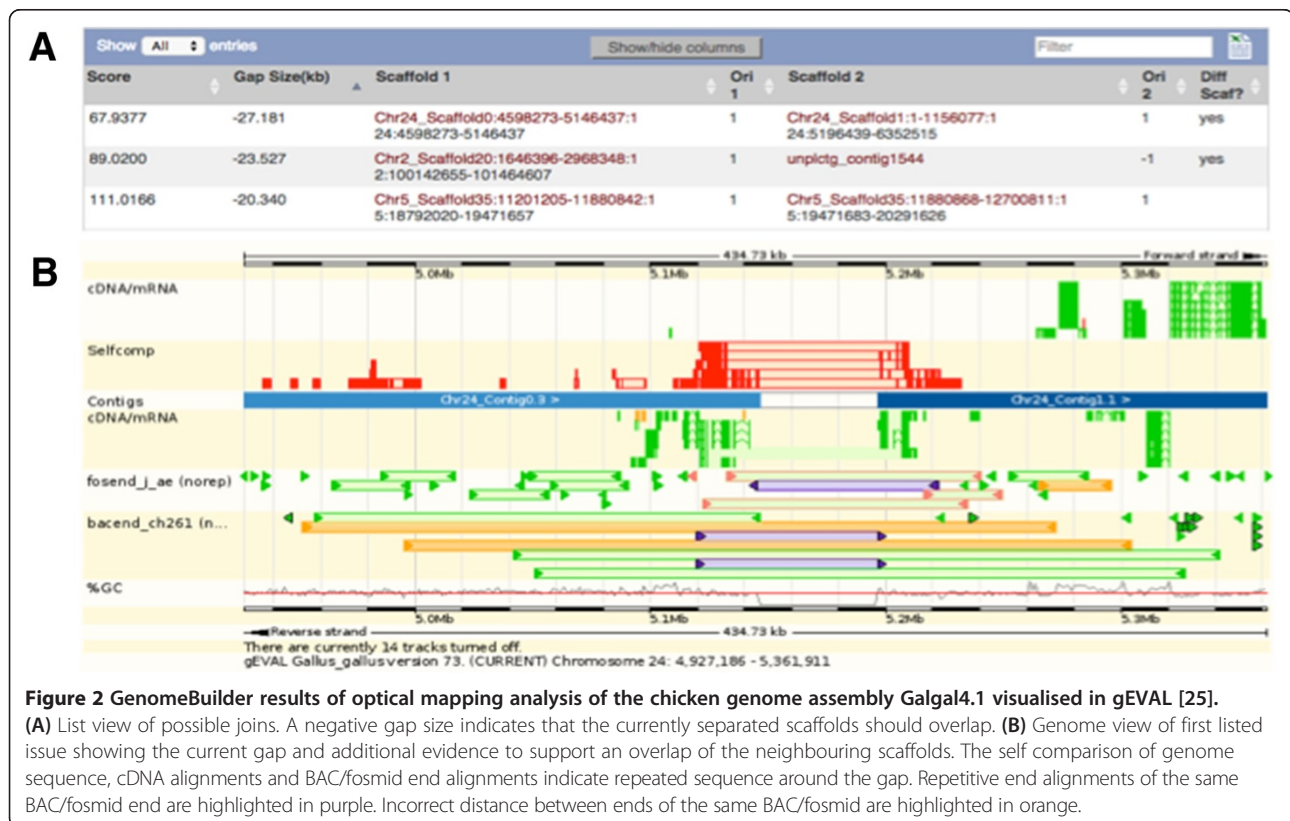 A
Show All entries
Show/hide columns
Filter
Score Gap Size(kb) Scaffold 1 Ori 1 Scaffold 2 Ori 2 Diff Scaf?
67.9377 -27.181 Chr24_Scaffold0:4598273-5146437:1 1 Chr24_Scaffold1:1-1156077:1 1 yes
24:4598273-5146437 24:5196439-6352515
89.0200 -23.527 Chr2_Scaffold20:1646396-2968348:1 1 unplctg_contig1544 -1 yes
2:100142655-101464607
111.0166 -20.340 Chr5_Scaffold35:11201205-11880842:1 1 Chr5_Scaffold35:11880868-12700811:1 1
5:18792020-19471657 5:19471683-20291626
B
434.73 kb Forward strand
5.0Mb 5.1Mb 5.2Mb 5.3Mb
cDNA/mRNA
Selfcomp
Contigs Chr24_Contig0.3 > Chr24_Contig1.1 >
cDNA/mRNA
fosend_j_ae (norep)
bacend_ch261 (n...
%GC
5.0Mb 5.1Mb 5.2Mb 5.3Mb
Reverse strand 434.73 kb
There are currently 14 tracks turned off.
gEVAL Gallus_gallus version 73. (CURRENT) Chromosome 24: 4,927,186 - 5,361,911
Figure 2 GenomeBuilder results of optical mapping analysis of the chicken genome assembly Galgal4.1 visualised in gEVAL [25].
(A) List view of possible joins. A negative gap size indicates that the currently separated scaffolds should overlap. (B) Genome view of first listed
issue showing the current gap and additional evidence to support an overlap of the neighbouring scaffolds. The self comparison of genome
sequence, cDNA alignments and BAC/fosmid end alignments indicate repeated sequence around the gap. Repetitive end alignments of the same
BAC/fosmid end are highlighted in purple. Incorrect distance between ends of the same BAC/fosmid are highlighted in orange.